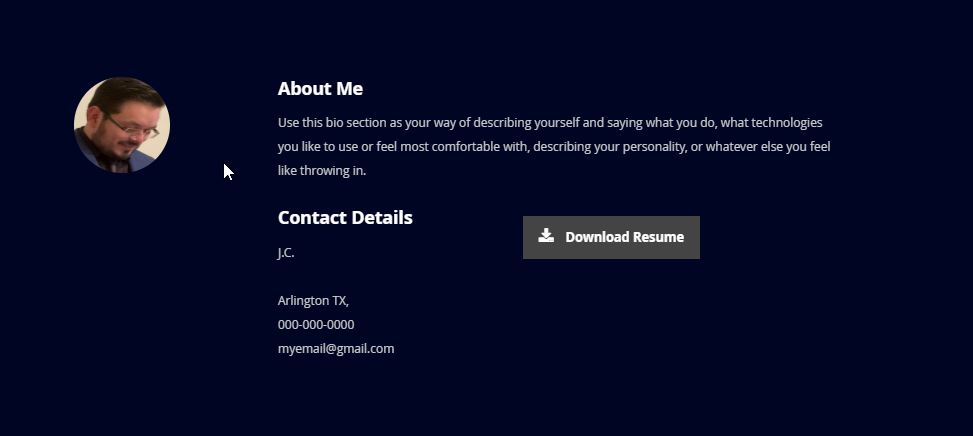 About Me
Use this bio section as your way of describing yourself and saying what you do, what technologies
you like to use or feel most comfortable with, describing your personality, or whatever else you feel
like throwing in.
Contact Details
Download Resume
J.C.
Arlington TX,
000-000-0000
myemail@gmail.com